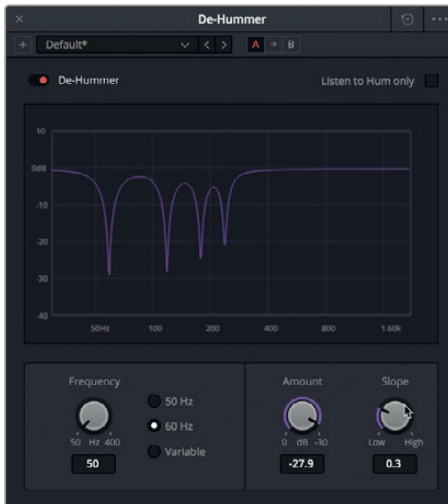 De-Hummer
Default*
A B
De-Hummer
Listen to Hum only
10
0dB
-10
-20
-30
-40
50Hz 100 200 400 800 1.60k
Frequency
50 Hz 400
50
50 Hz
60 Hz
Variable
Amount
0 dB -30
-27.9
Slope
Low High
0.3